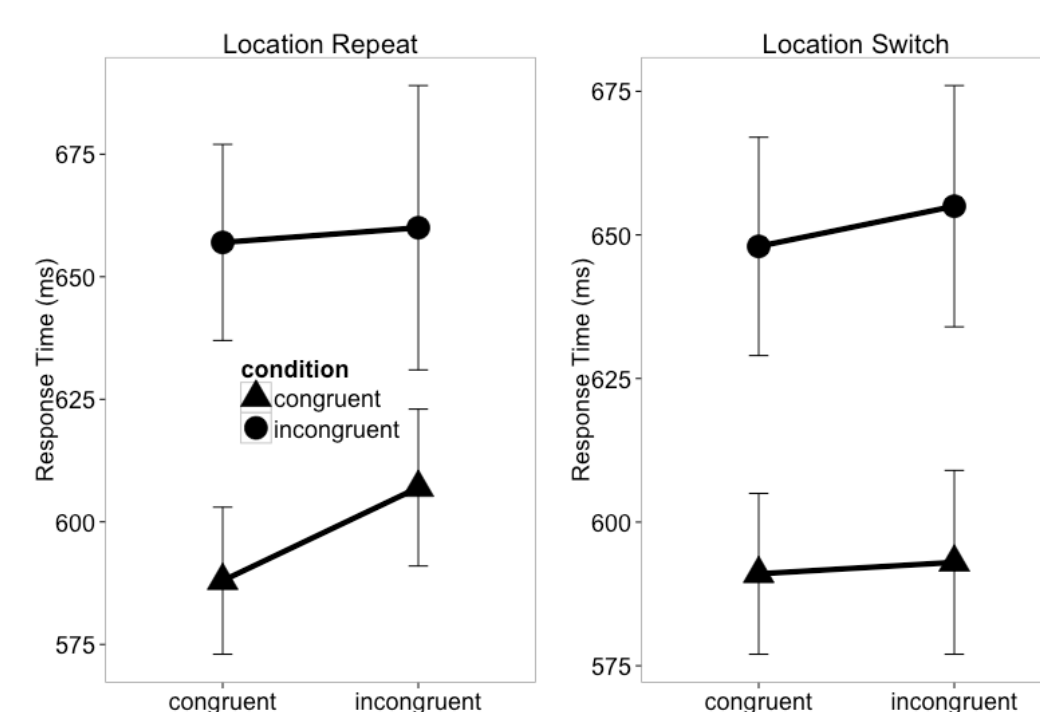 Location Repeat
Response Time (ms)
675
650
625
600
575
condition
congruent
incongruent
congruent
incongruent
Location Switch
Response Time (ms)
675
650
625
600
575
congruent
incongruent